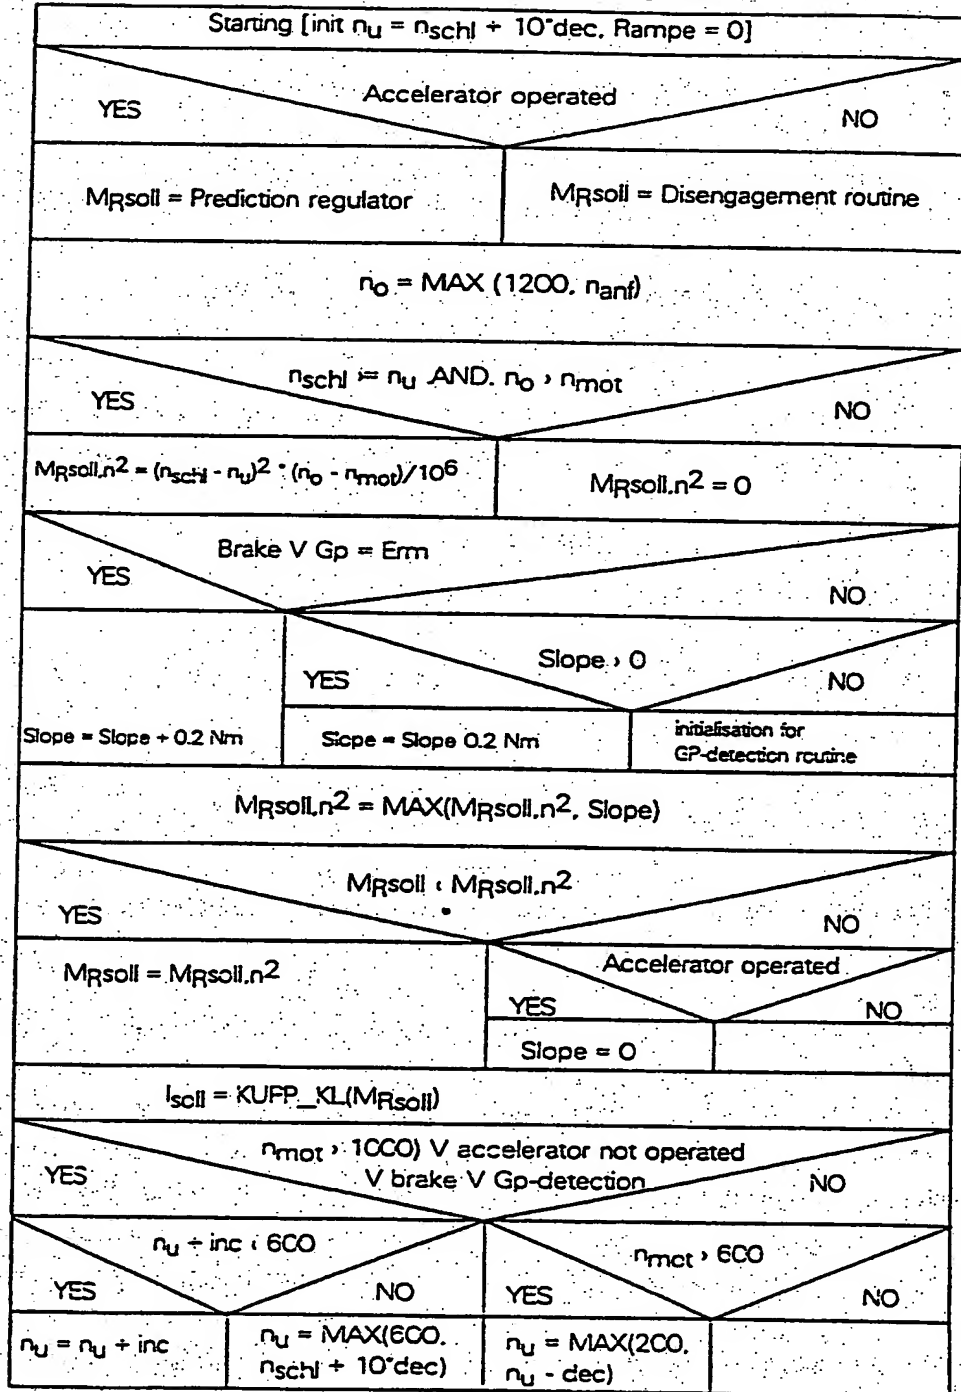 Starting [init nu = nschl + 10*dec, Rampe = 0]
Accelerator operated
YES
NO
MRsoll = Prediction regulator
MRsoll = Disengagement routine
no = MAX (1200, nanf)
nschl >= nu .AND. no > nmot
YES
NO
MRsoll,n2 = (nschl - nu)2 * (no - nmot)/106
MRsoll,n2 = 0
Brake V Gp = Erm
YES
NO
Slope > 0
YES
NO
Slope = Slope + 0.2 Nm
Slope = Slope 0.2 Nm
initialisation for
GP-detection routine
MRsoll,n2 = MAX(MRsoll,n2, Slope)
MRsoll < MRsoll,n2
YES
NO
MRsoll = MRsoll,n2
Accelerator operated
YES
NO
Slope = 0
Isoll = KUFP_KL(MRsoll)
nmot > 1000) V accelerator not operated
V brake V Gp-detection
YES
NO
nu + inc < 600
nmot > 600
YES
NO
YES
NO
nu = nu + inc
nu = MAX(600,
nschl + 10*dec)
nu = MAX(200,
nu - dec)